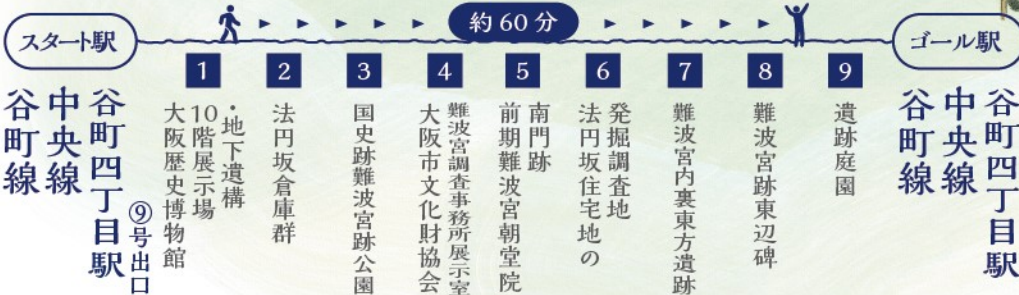 スタート駅
約60分
ゴール駅
谷町四丁目駅
⑨号出口
中央線
谷町線
1
大阪歴史博物館
10階展示場
・地下遺構
2
法円坂倉庫群
3
国史跡難波宮跡公園
4
大阪市文化財協会
難波宮調査事務所展示室
5
前期難波宮朝堂院
南門跡
6
法円坂住宅地の
発掘調査地
7
難波宮内裏東方遺跡
8
難波宮跡東辺碑
9
遺跡庭園
谷町四丁目駅
中央線
谷町線